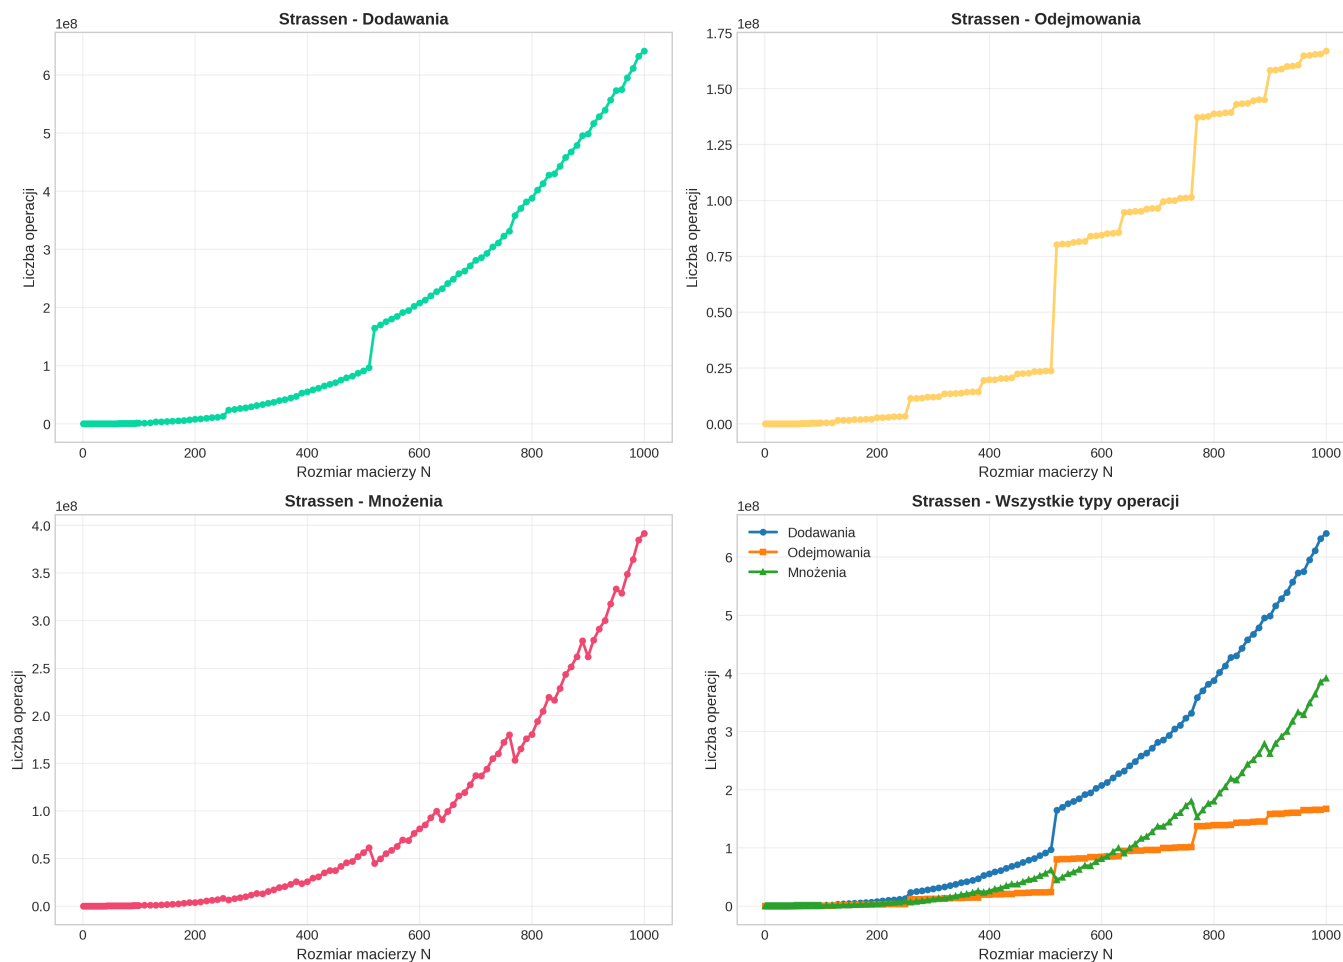 Strassen - Dodawania
1e8
6
5
4
3
2
1
0
Liczba operacji
0 200 400 600 800 1000
Rozmiar macierzy N
Strassen - Odejmowania
1e8
1.75
1.50
1.25
1.00
0.75
0.50
0.25
0.00
Liczba operacji
0 200 400 600 800 1000
Rozmiar macierzy N
Strassen - Mnożenia
1e8
4.0
3.5
3.0
2.5
2.0
1.5
1.0
0.5
0.0
Liczba operacji
0 200 400 600 800 1000
Rozmiar macierzy N
Strassen - Wszystkie typy operacji
1e8
Dodawania
Odejmowania
Mnożenia
6
5
4
3
2
1
0
Liczba operacji
0 200 400 600 800 1000
Rozmiar macierzy N